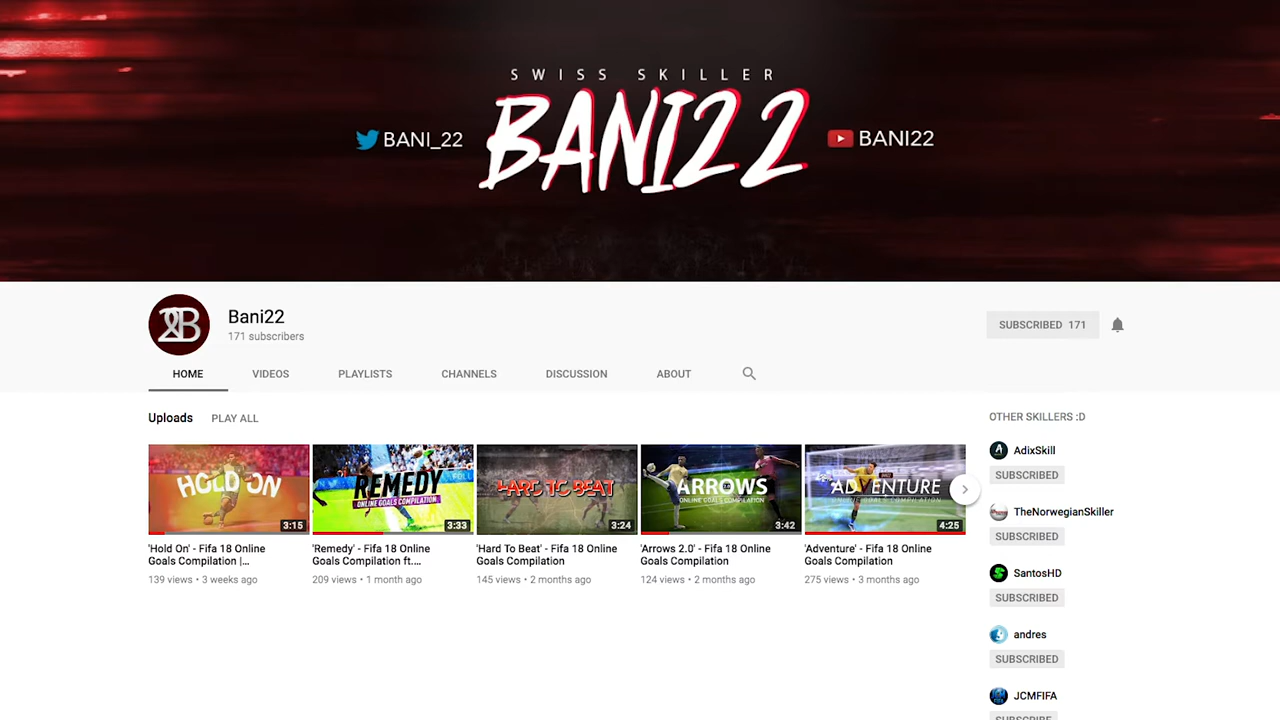 SWISS SKILLER
BANI22
BANI_22
BANI22
2B
Bani22
171 subscribers
SUBSCRIBED 171
HOME VIDEOS PLAYLISTS CHANNELS DISCUSSION ABOUT
Uploads PLAY ALL
HOLD ON
3:15
REMEDY
ONLINE GOALS COMPILATION
3:33
HARD TO BEAT
3:24
ARROWS
ONLINE GOALS COMPILATION
3:42
ADVENTURE
ONLINE GOALS COMPILATION
4:25
'Hold On' - Fifa 18 Online
Goals Compilation |...
139 views • 3 weeks ago
'Remedy' - Fifa 18 Online
Goals Compilation ft....
209 views • 1 month ago
'Hard To Beat' - Fifa 18 Online
Goals Compilation
145 views • 2 months ago
'Arrows 2.0' - Fifa 18 Online
Goals Compilation
124 views • 2 months ago
'Adventure' - Fifa 18 Online
Goals Compilation
275 views • 3 months ago
OTHER SKILLERS :D
AdixSkill
SUBSCRIBED
TheNorwegianSkiller
SUBSCRIBED
SantosHD
SUBSCRIBED
andres
SUBSCRIBED
JCMFIFA
SUBSCRIBED